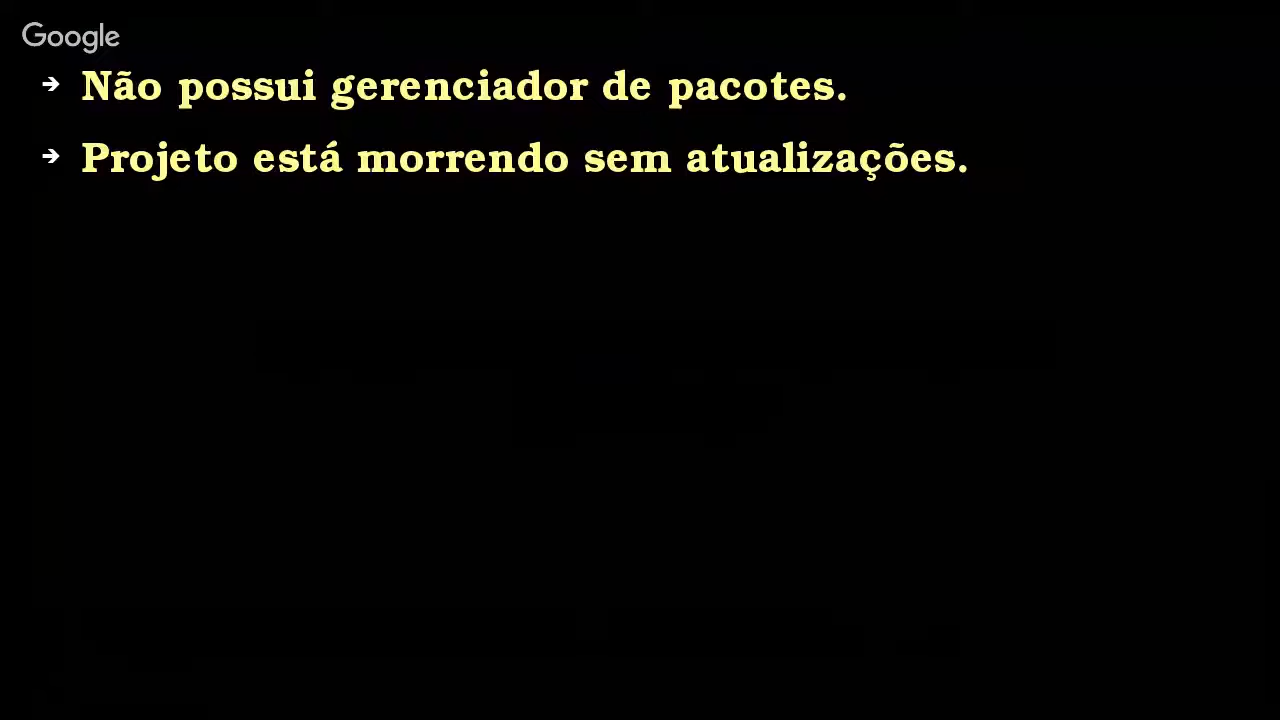 Google
➔ Não possui gerenciador de pacotes.
➔ Projeto está morrendo sem atualizações.